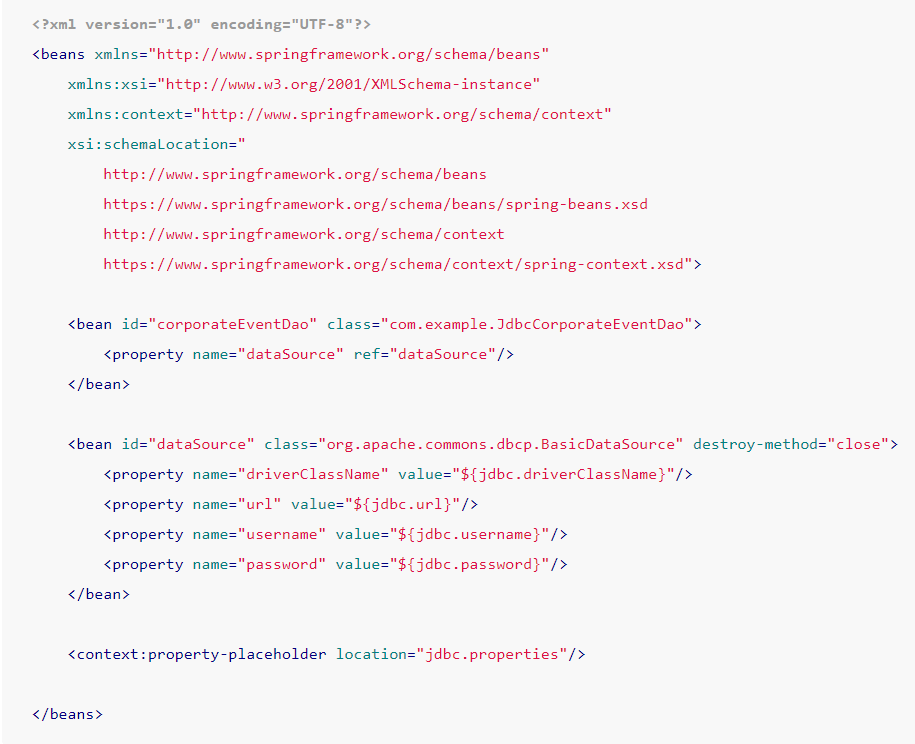 <?xml version="1.0" encoding="UTF-8"?>
<beans xmlns="http://www.springframework.org/schema/beans"
    xmlns:xsi="http://www.w3.org/2001/XMLSchema-instance"
    xmlns:context="http://www.springframework.org/schema/context"
    xsi:schemaLocation="
        http://www.springframework.org/schema/beans
        https://www.springframework.org/schema/beans/spring-beans.xsd
        http://www.springframework.org/schema/context
        https://www.springframework.org/schema/context/spring-context.xsd">

    <bean id="corporateEventDao" class="com.example.JdbcCorporateEventDao">
        <property name="dataSource" ref="dataSource"/>
    </bean>

    <bean id="dataSource" class="org.apache.commons.dbcp.BasicDataSource" destroy-method="close">
        <property name="driverClassName" value="${jdbc.driverClassName}"/>
        <property name="url" value="${jdbc.url}"/>
        <property name="username" value="${jdbc.username}"/>
        <property name="password" value="${jdbc.password}"/>
    </bean>

    <context:property-placeholder location="jdbc.properties"/>

</beans>